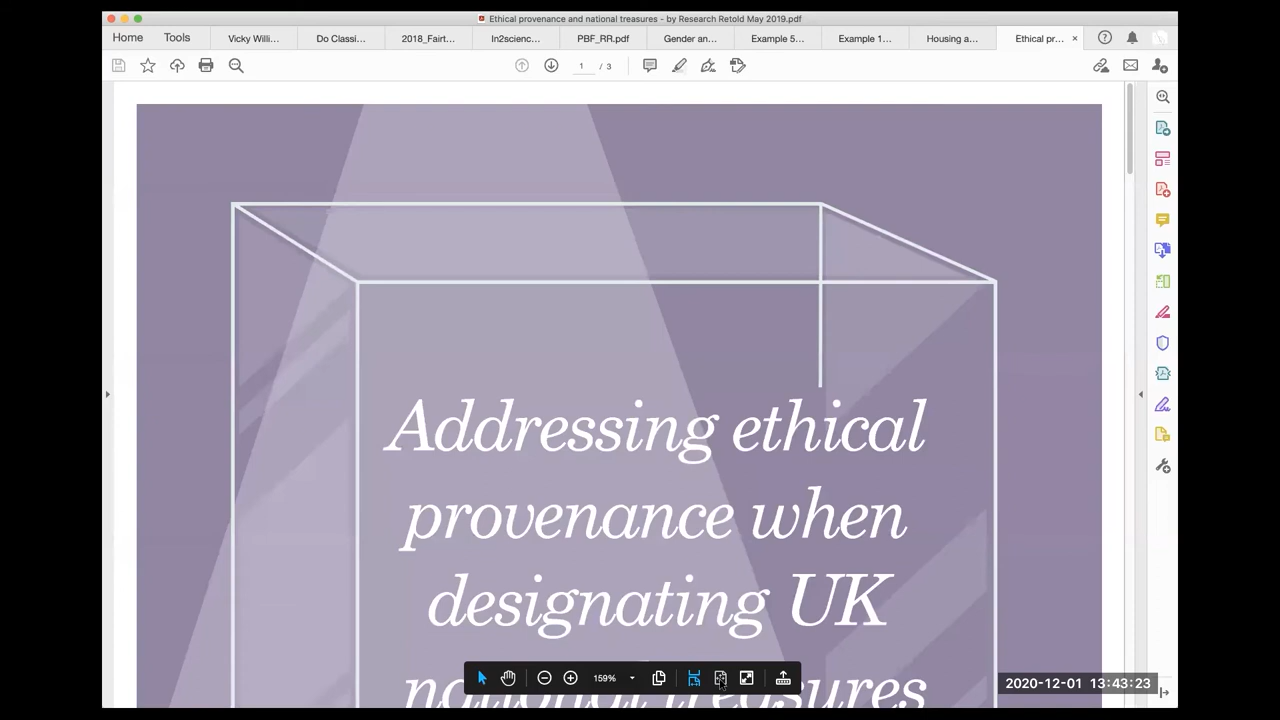 Ethical provenance and national treasures - by Research Retold May 2019.pdf
Home Tools Vicky Willi... Do Classi... 2018_Fairt... In2scienc... PBF_RR.pdf Gender an... Example 5... Example 1... Housing a... Ethical pr... ×
1 / 3
Addressing ethical
provenance when
designating UK
national treasures
159%
2020-12-01 13:43:23